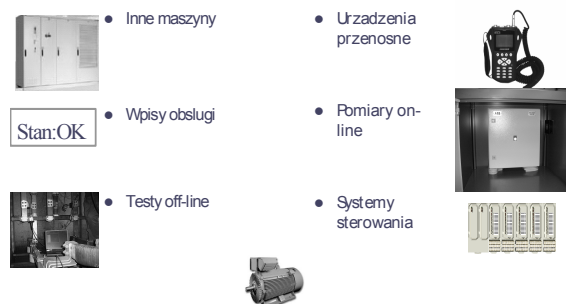 Inne maszyny
Urzadzenia
przenosne
Stan:OK
Wpisy obslugi
Pomiary on-
line
Testy off-line
Systemy
sterowania